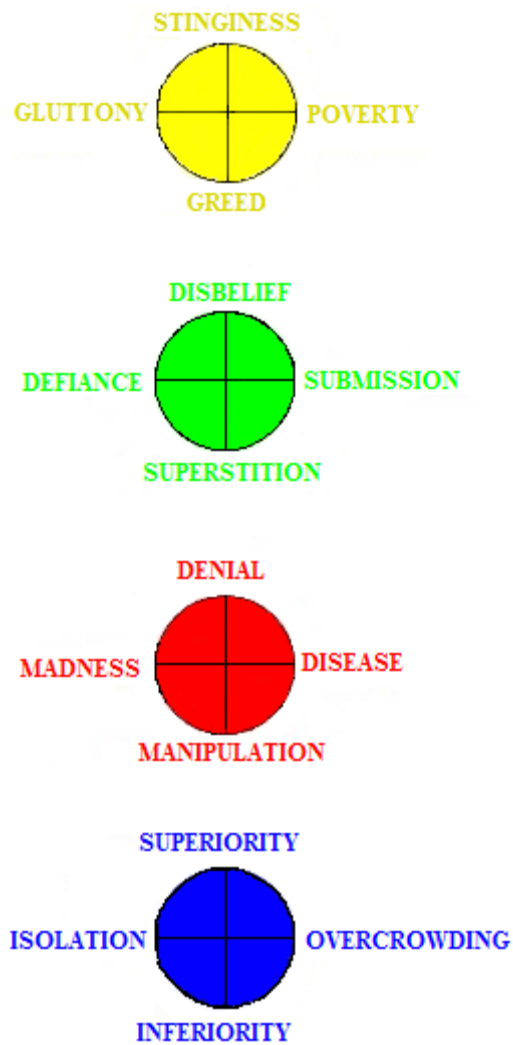 STINGINESS
GLUTTONY POVERTY
GREED
DISBELIEF
DEFIANCE SUBMISSION
SUPERSTITION
DENIAL
MADNESS DISEASE
MANIPULATION
SUPERIORITY
ISOLATION OVERCROWDING
INFERIORITY